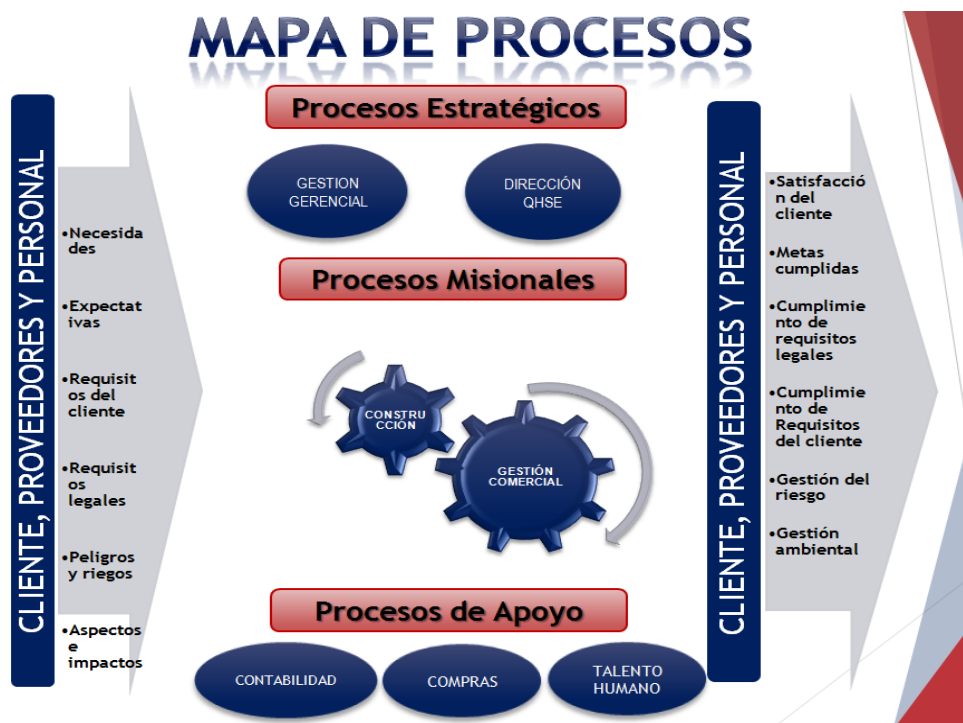 MAPA DE PROCESOS
CLIENTE, PROVEEDORES Y PERSONAL
•Necesida
des
•Expectat
ivas
•Requisit
os del
cliente
•Requisit
os legales
•Peligros
y riegos
•Aspectos
e
impactos
Procesos Estratégicos
GESTION
GERENCIAL
DIRECCIÓN
QHSE
Procesos Misionales
CONSTRU
CCIÓN
GESTIÓN
COMERCIAL
Procesos de Apoyo
CONTABILIDAD
COMPRAS
TALENTO
HUMANO
CLIENTE, PROVEEDORES Y PERSONAL
•Satisfacció
n del
cliente
•Metas
cumplidas
•Cumplimie
nto de
requisitos
legales
•Cumplimie
nto de
Requisitos
del cliente
•Gestión del
riesgo
•Gestión
ambiental